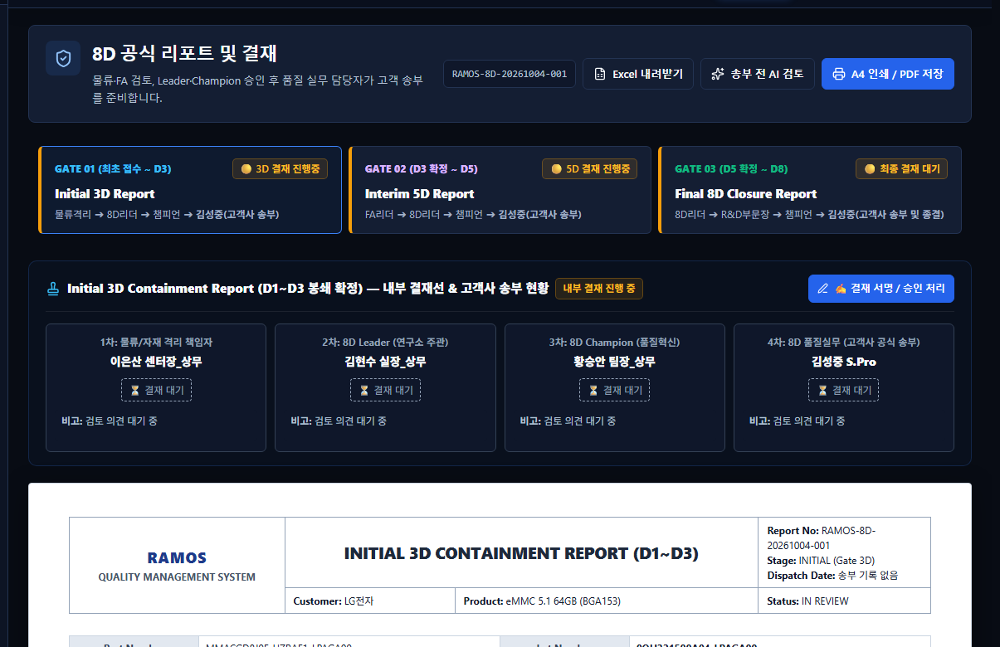 8D 공식 리포트 및 결재
물류·FA 검토, Leader·Champion 승인 후 품질 실무 담당자가 고객 송부
를 준비합니다.
RAMOS-8D-20261004-001
Excel 내려받기
송부 전 AI 검토
A4 인쇄 / PDF 저장
GATE 01 (최초 접수 ~ D3)
3D 결재 진행중
Initial 3D Report
물류격리 → 8D리더 → 챔피언 → 김성중(고객사 송부)
GATE 02 (D3 확정 ~ D5)
5D 결재 진행중
Interim 5D Report
FA리더 → 8D리더 → 챔피언 → 김성중(고객사 송부)
GATE 03 (D5 확정 ~ D8)
최종 결재 대기
Final 8D Closure Report
8D리더 → R&D부문장 → 챔피언 → 김성중(고객사 송부 및 종결)
Initial 3D Containment Report (D1~D3 봉쇄 확정) — 내부 결재선 & 고객사 송부 현황
내부 결재 진행 중
✍ 결재 서명 / 승인 처리
1차: 물류/자재 격리 책임자
이은산 센터장_상무
⏳ 결재 대기
비고: 검토 의견 대기 중
2차: 8D Leader (연구소 주관)
김현수 실장_상무
⏳ 결재 대기
비고: 검토 의견 대기 중
3차: 8D Champion (품질혁신)
황승안 팀장_상무
⏳ 결재 대기
비고: 검토 의견 대기 중
4차: 8D 품질실무 (고객사 공식 송부)
김성중 S.Pro
⏳ 결재 대기
비고: 검토 의견 대기 중
RAMOS
QUALITY MANAGEMENT SYSTEM
INITIAL 3D CONTAINMENT REPORT (D1~D3)
Report No: RAMOS-8D-
20261004-001
Stage: INITIAL (Gate 3D)
Dispatch Date: 송부 기록 없음
Customer: LG전자
Product: eMMC 5.1 64GB (BGA153)
Status: IN REVIEW